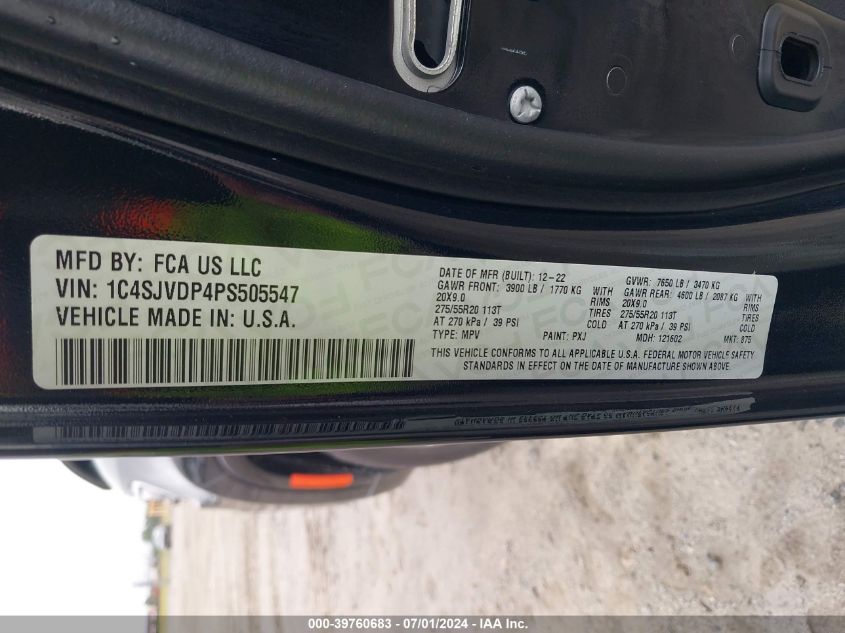 MFD BY: FCA US LLC
VIN: 1C4SJVDP4PS505547
VEHICLE MADE IN: U.S.A.
DATE OF MFR (BUILT): 12-22 GVWR: 7650 LB / 3470 KG
GAWR FRONT: 3900 LB / 1770 KG WITH GAWR REAR: 4600 LB / 2087 KG WITH
20X9.0 RIMS 20X9.0 RIMS
275/55R20 113T TIRES 275/55R20 113T TIRES
AT 270 kPa / 39 PSI COLD AT 270 kPa / 39 PSI COLD
TYPE: MPV PAINT: PXJ MDH: 121602 MKT: 875
THIS VEHICLE CONFORMS TO ALL APPLICABLE U.S.A. FEDERAL MOTOR VEHICLE SAFETY
STANDARDS IN EFFECT ON THE DATE OF MANUFACTURE SHOWN ABOVE.
000-39760683 - 07/01/2024 - IAAI Inc.